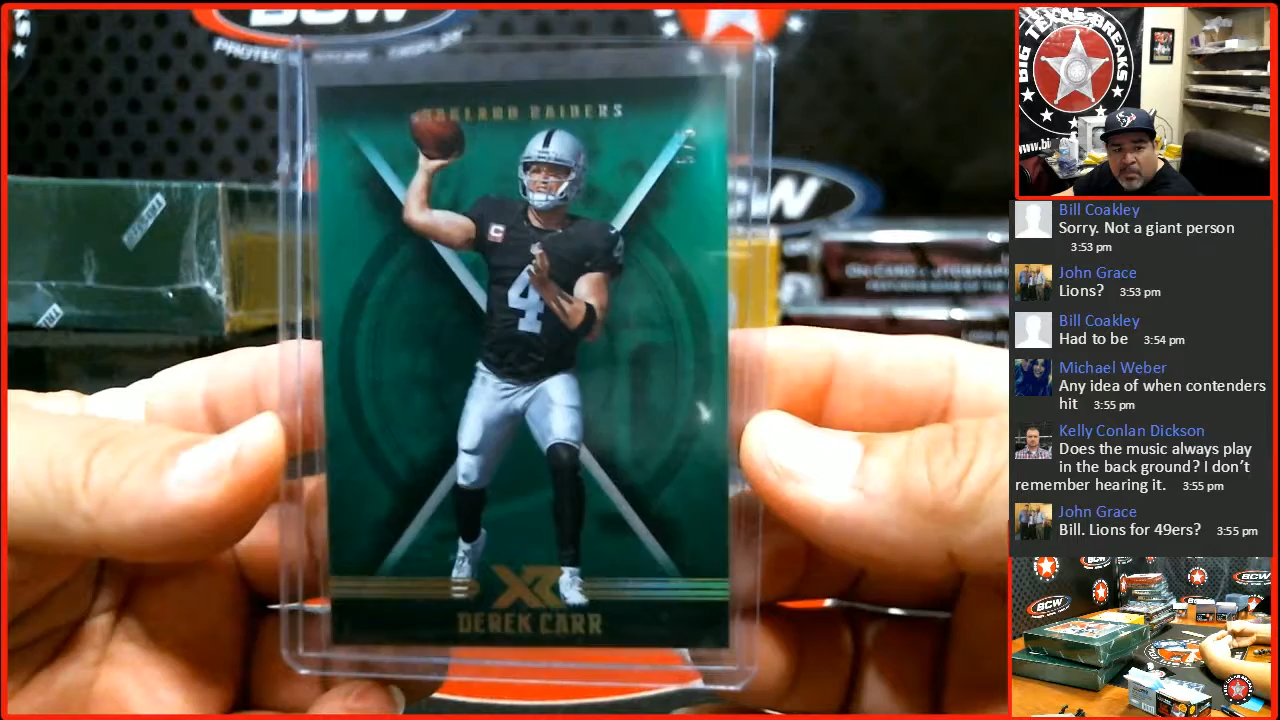 BCW
OAKLAND RAIDERS
C
4
XR
DEREK CARR
BIG TEXAS BREAKS
Bill Coakley
Sorry. Not a giant person
3:53 pm
John Grace
Lions? 3:53 pm
Bill Coakley
Had to be 3:54 pm
Michael Weber
Any idea of when contenders
hit 3:55 pm
Kelly Conlan Dickson
Does the music always play
in the back ground? I don't
remember hearing it. 3:55 pm
John Grace
Bill. Lions for 49ers? 3:55 pm
BCW
BCW